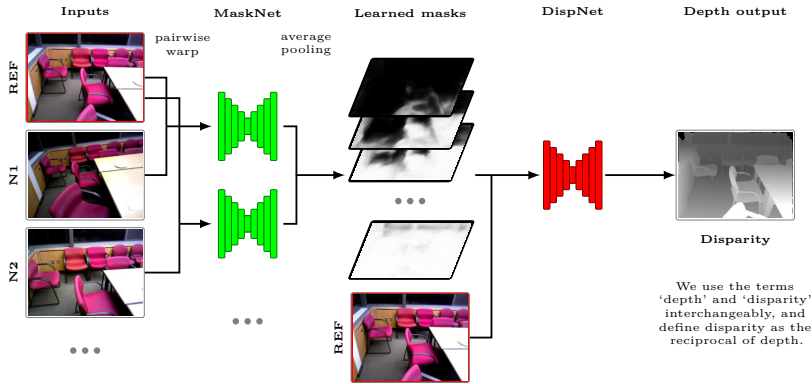 Inputs
MaskNet
Learned masks
DispNet
Depth output
pairwise
warp
average
pooling
REF
N1
N2
REF
Disparity
We use the terms
‘depth’ and ‘disparity’
interchangeably, and
define disparity as the
reciprocal of depth.